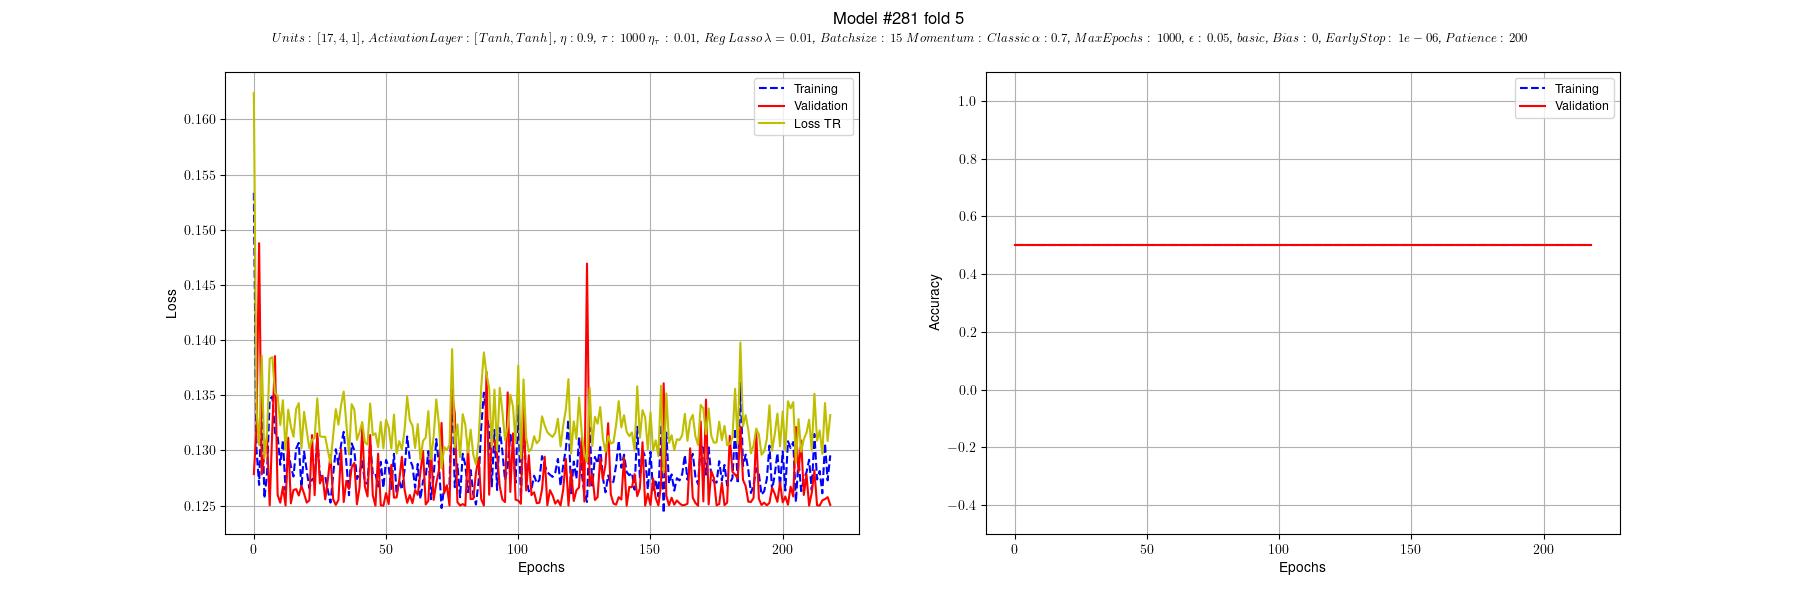 Model #281 fold 5
Units : [17, 4, 1], ActivationLayer : [Tanh, Tanh], η : 0.9, τ : 1000 ητ : 0.01, Reg Lasso λ = 0.01, Batchsize : 15 Momentum : Classic α : 0.7, MaxEpochs : 1000, ϵ : 0.05, basic, Bias : 0, EarlyStop : 1e − 06, Patience : 200
Training
Validation
Loss TR
0.160
0.155
0.150
0.145
0.140
0.135
0.130
0.125
Loss
0 50 100 150 200
Epochs
Training
Validation
1.0
0.8
0.6
0.4
0.2
0.0
−0.2
−0.4
Accuracy
0 50 100 150 200
Epochs